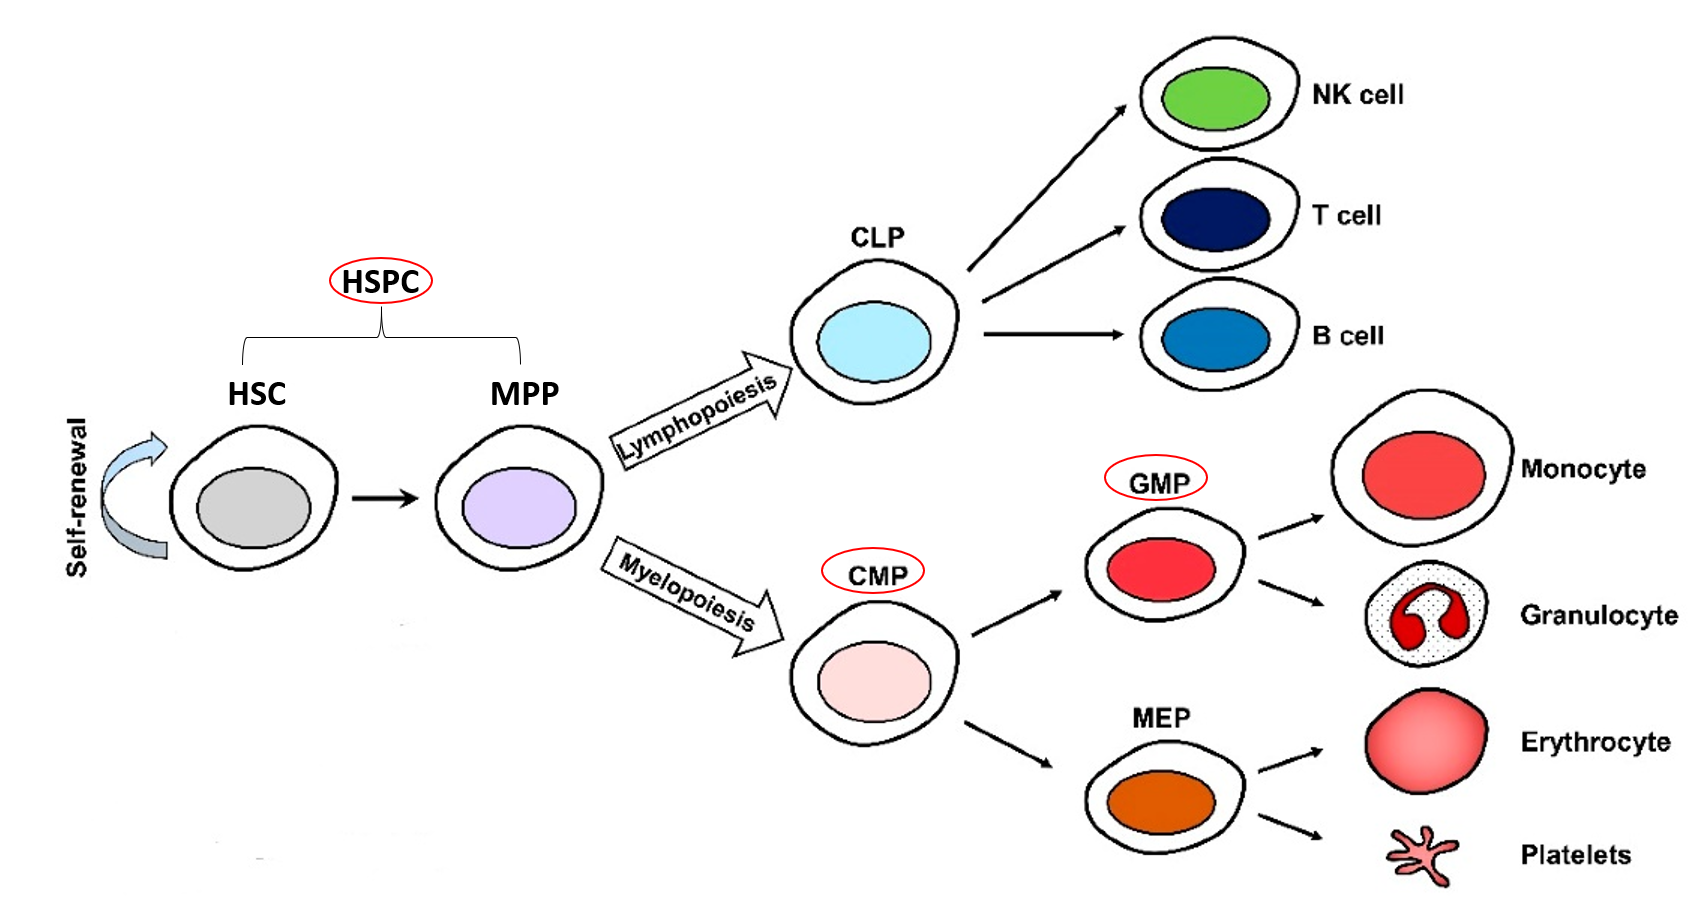 NK cell
T cell
CLP
HSPC
B cell
HSC
MPP
Lymphopoiesis
Self-renewal
Monocyte
GMP
Myelopoiesis
CMP
Granulocyte
MEP
Erythrocyte
Platelets